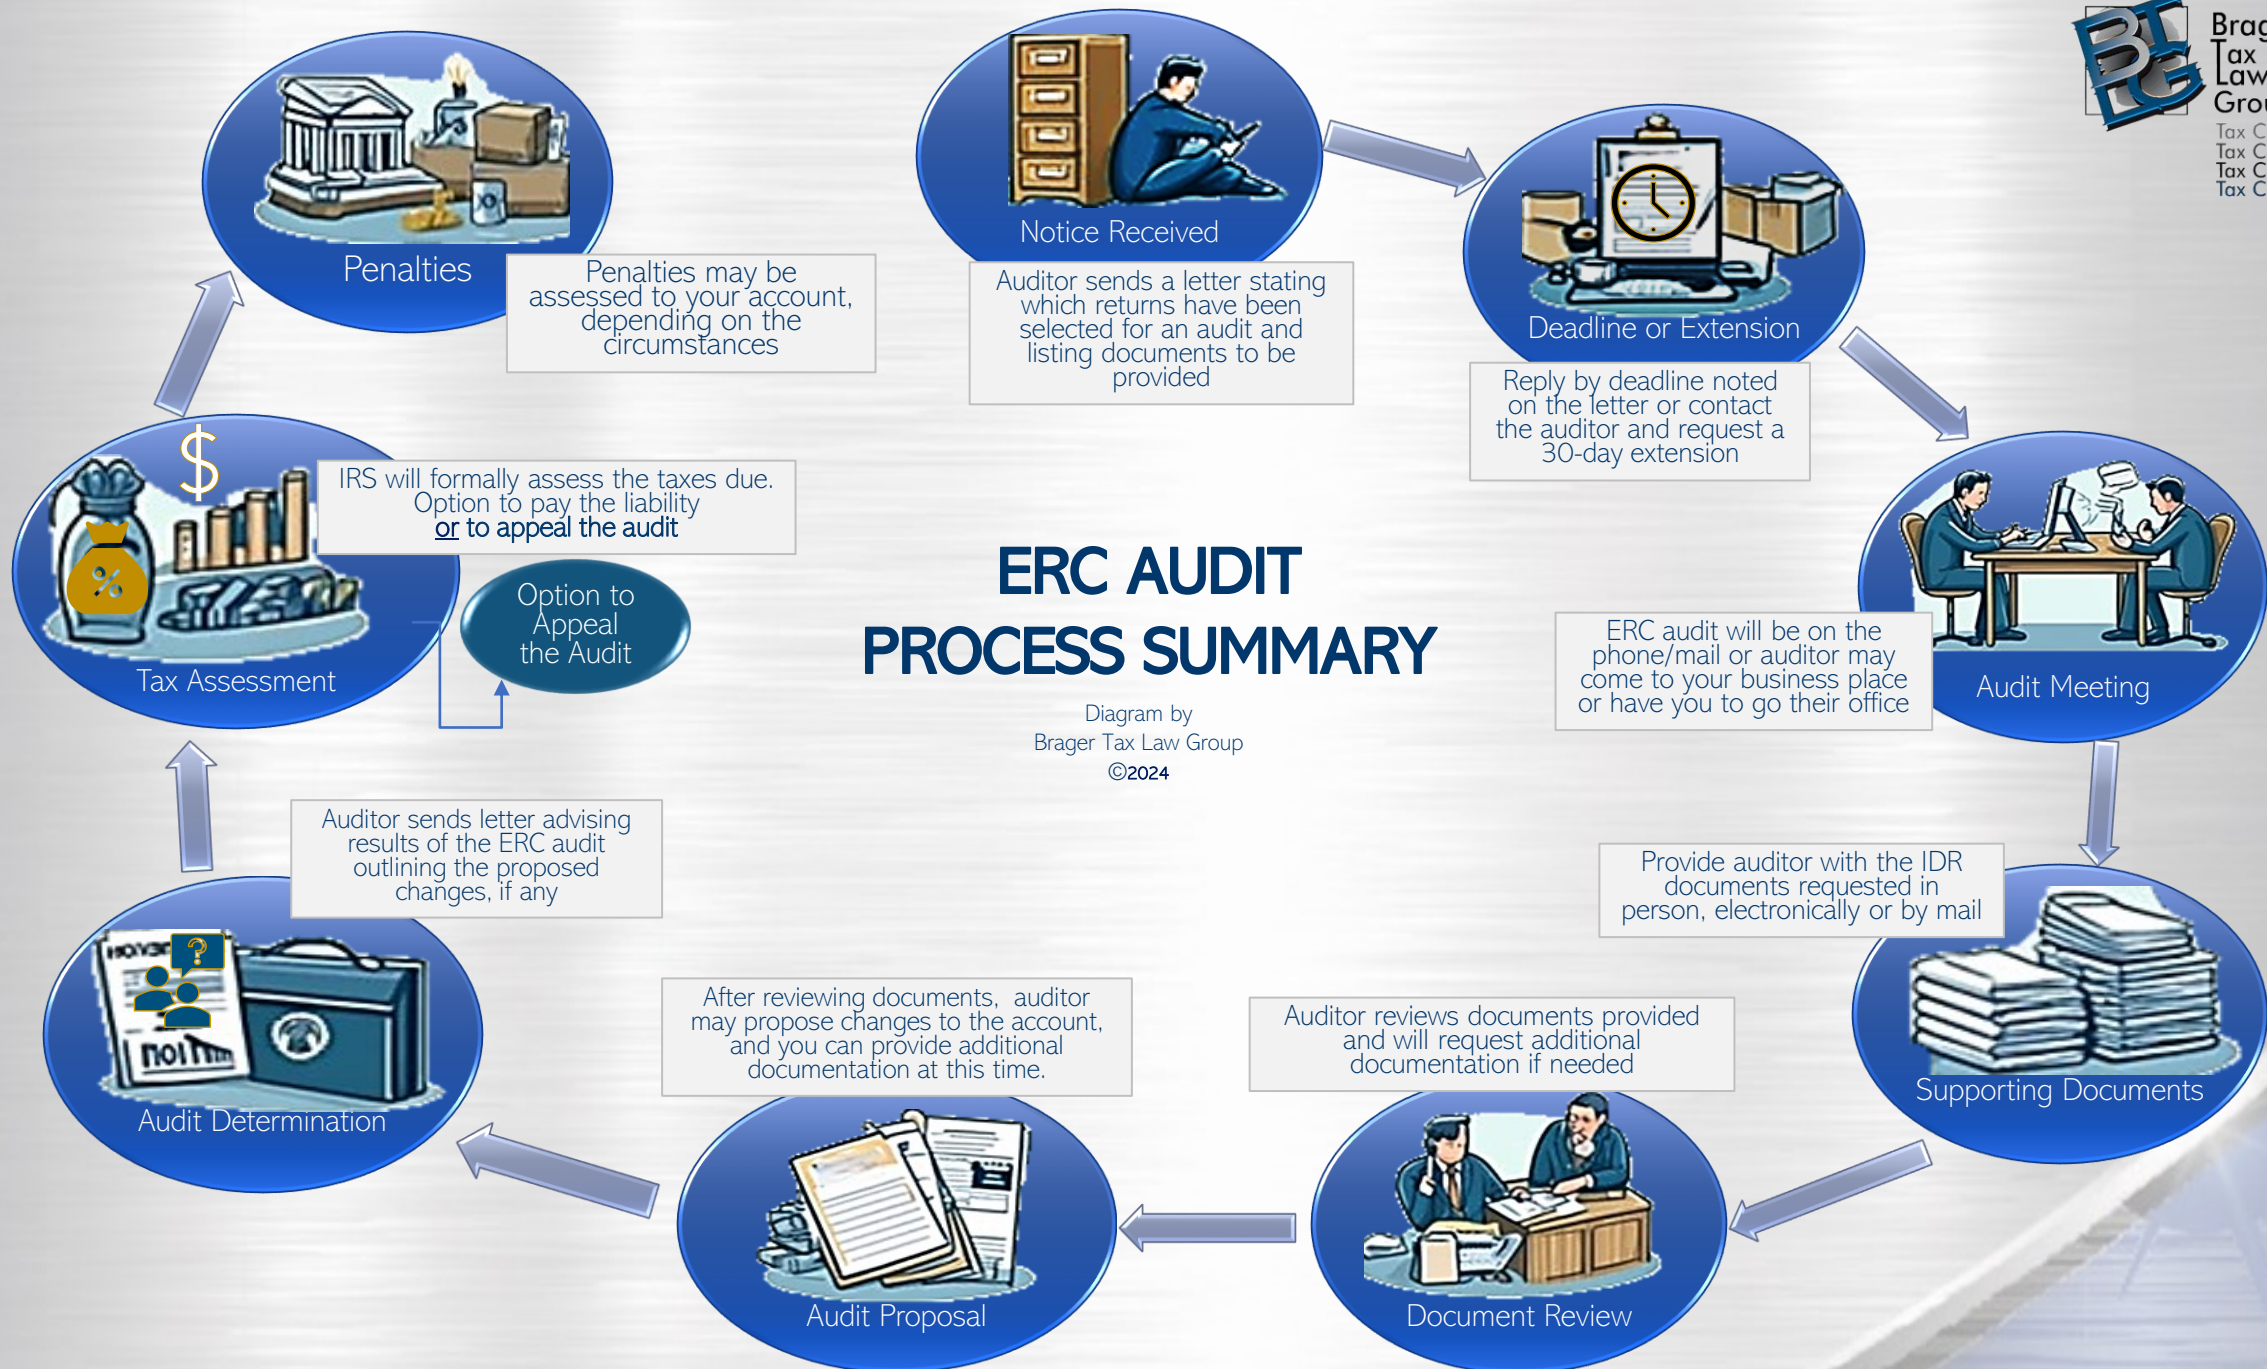 Tax
Law
Penalties
Penalties may be
assessed to your account,
depending on the
circumstances
Notice Received
Auditor sends a letter stating
which returns have been
selected for an audit and
listing documents to be
provided
Deadline or Extension
Reply by deadline noted
on the letter or contact
the auditor and request a
30-day extension
$
IRS will formally assess the taxes due.
Option to pay the liability
or to appeal the audit
%
Option to
Appeal
the Audit
Tax Assessment
ERC AUDIT
PROCESS SUMMARY
Diagram by
Brager Tax Law Group
©2024
ERC audit will be on the
phone/mail or auditor may
come to your business place
or have you to go their office
Audit Meeting
Auditor sends letter advising
results of the ERC audit
outlining the proposed
changes, if any
?
Audit Determination
Provide auditor with the IDR
documents requested in
person, electronically or by mail
Supporting Documents
After reviewing documents, auditor
may propose changes to the account,
and you can provide additional
documentation at this time.
Audit Proposal
Auditor reviews documents provided
and will request additional
documentation if needed
Document Review